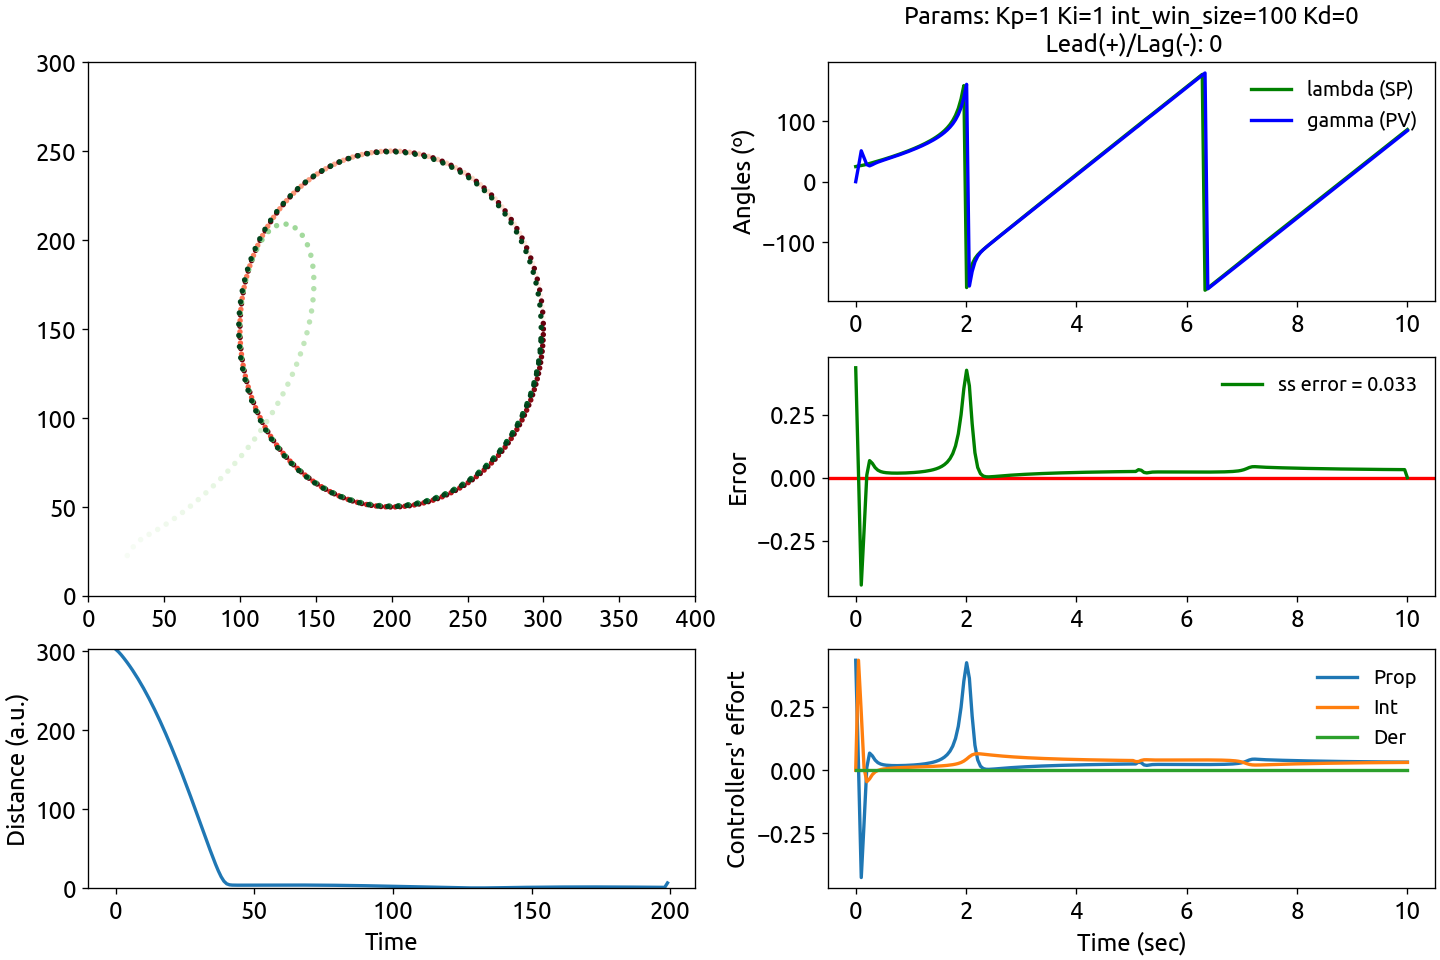 Params: Kp=1 Ki=1 int_win_size=100 Kd=0
Lead(+)/Lag(-): 0
300
250
200
150
100
50
0
0 50 100 150 200 250 300 350 400
Angles (º)
100
0
−100
lambda (SP)
gamma (PV)
0 2 4 6 8 10
Error
0.25
0.00
−0.25
ss error = 0.033
0 2 4 6 8 10
Distance (a.u.)
300
200
100
0
0 50 100 150 200
Time
Controllers' effort
0.25
0.00
−0.25
Prop
Int
Der
0 2 4 6 8 10
Time (sec)